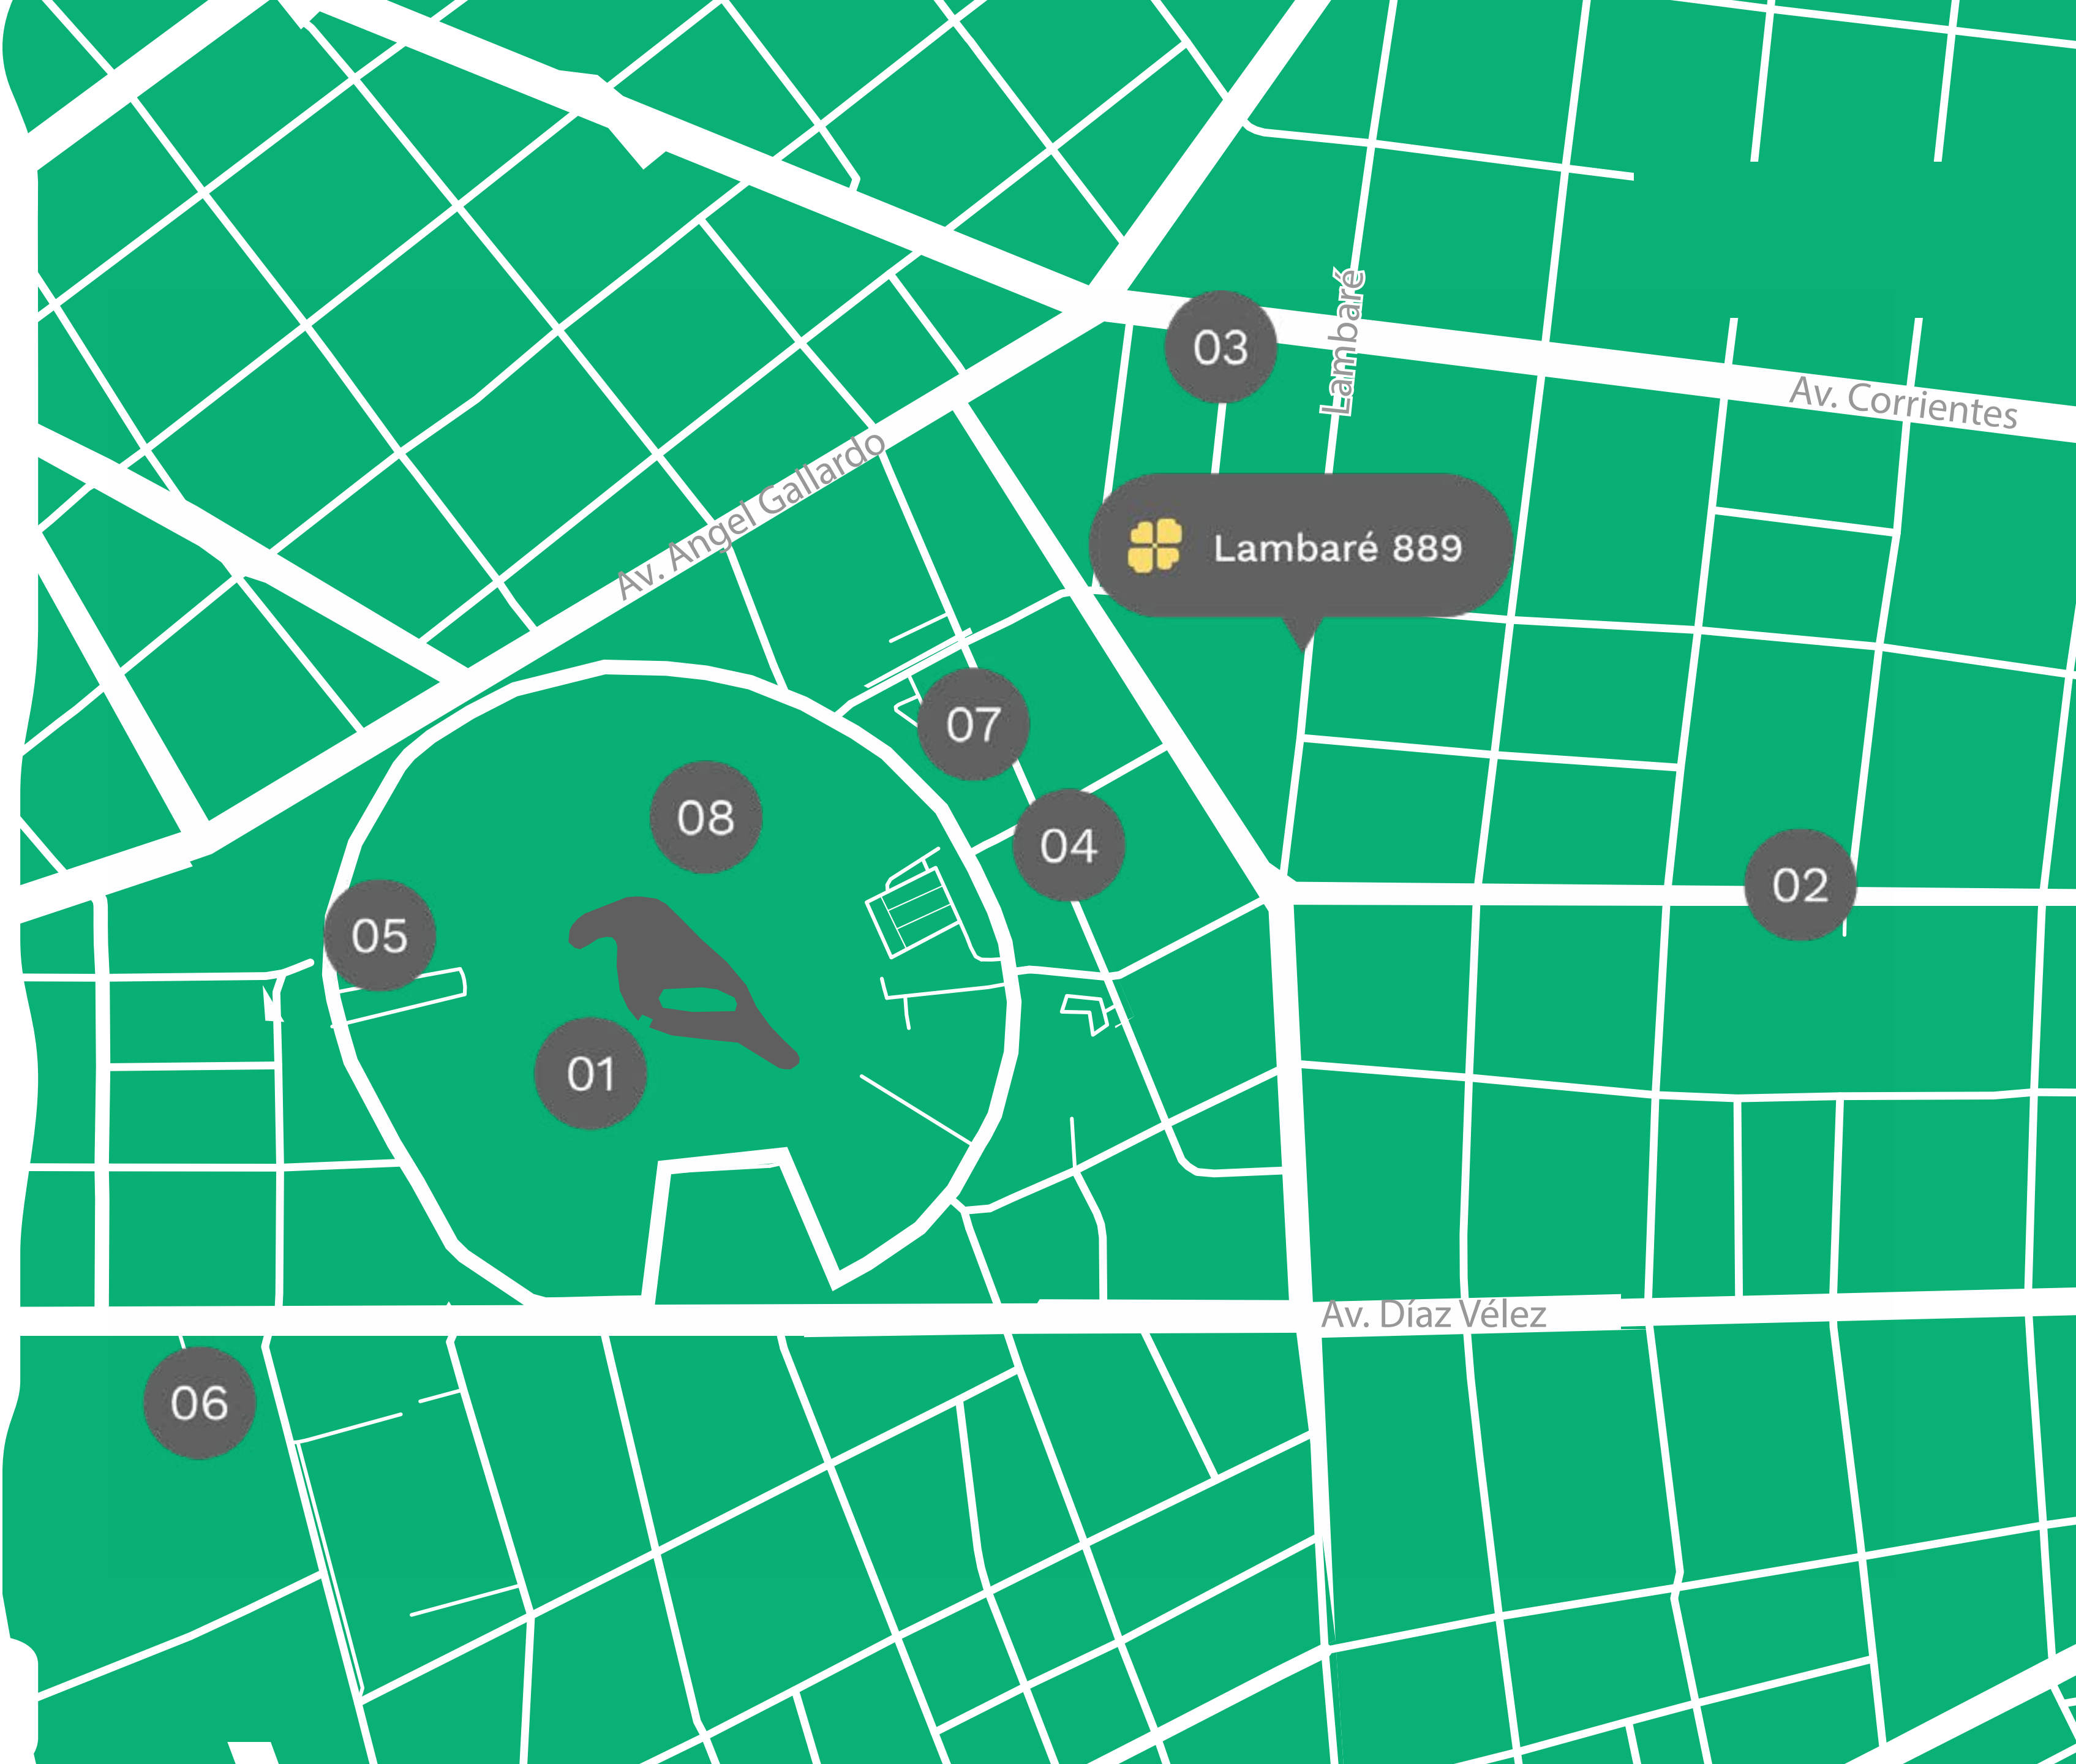 03
Lambaré
Av. Corrientes
Av. Angel Gallardo
Lambaré 889
07
08
04
02
05
01
Av. Díaz Vélez
06